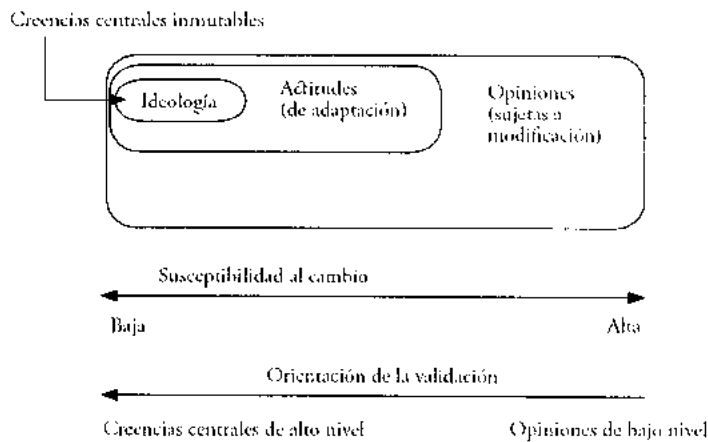 Creencias centrales inmutables
Ideología
Actitudes
(de adaptación)
Opiniones
(sujetas a
modificación)
Susceptibilidad al cambio
Baja
Alta
Orientación de la validación
Creencias centrales de alto nivel
Opiniones de bajo nivel